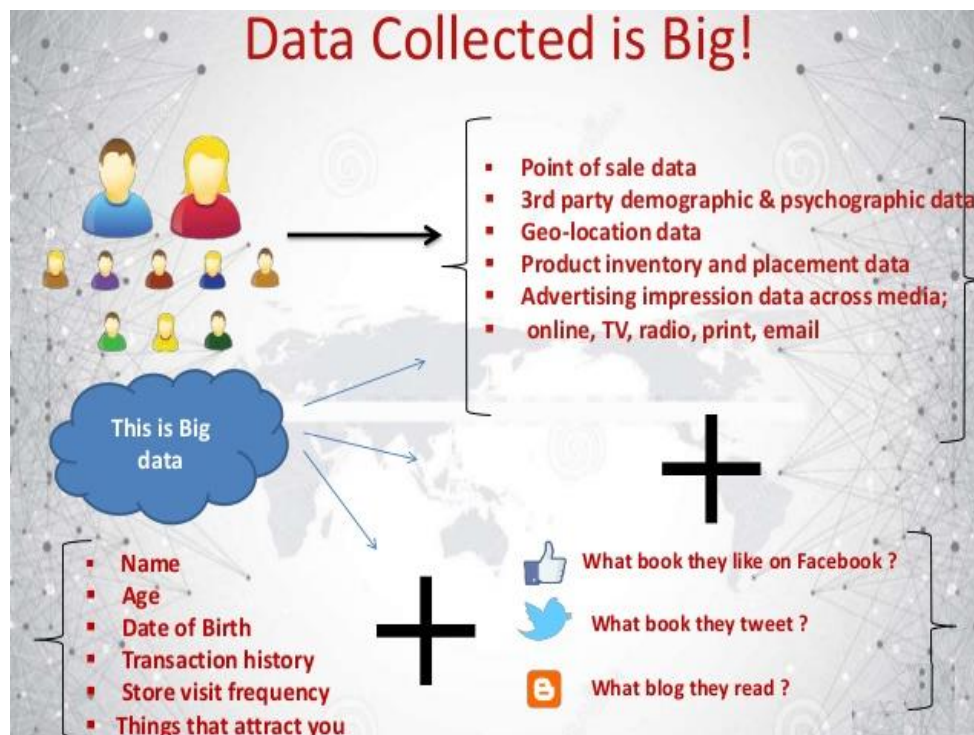 Data Collected is Big!
▪ Point of sale data
▪ 3rd party demographic & psychographic data
▪ Geo-location data
▪ Product inventory and placement data
▪ Advertising impression data across media;
▪ online, TV, radio, print, email
This is Big
data
▪ Name
▪ Age
▪ Date of Birth
▪ Transaction history
▪ Store visit frequency
▪ Things that attract you
What book they like on Facebook ?
What book they tweet ?
What blog they read ?